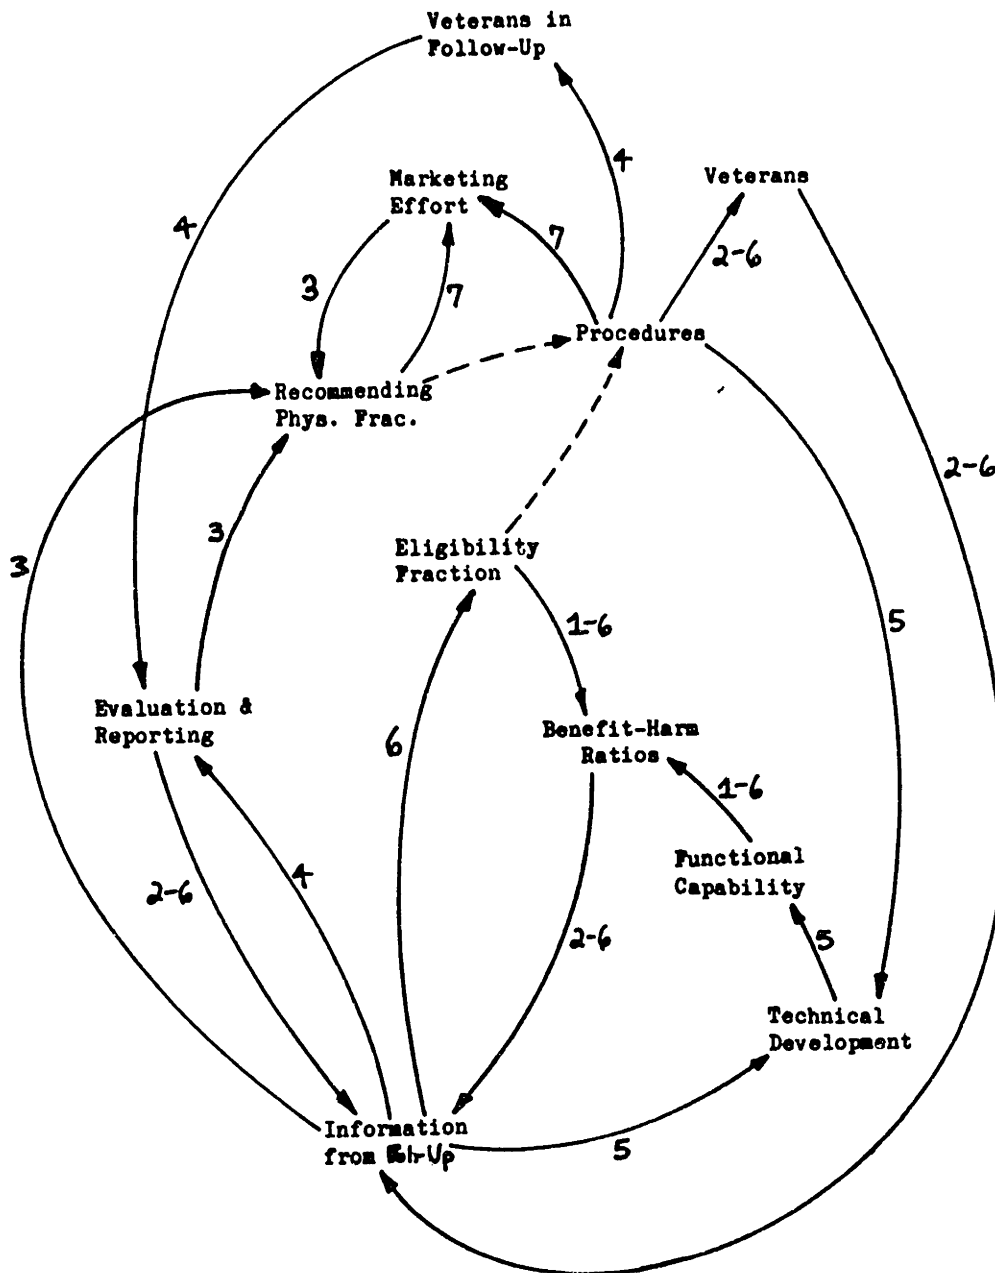 Veterans in
Follow-Up
4
Marketing
Effort
Veterans
4
7
2-6
3
7
Procedures
Recommending
Phys. Frac.
2-6
3
3
Eligibility
Fraction
1-6
5
Evaluation &
Reporting
6
Benefit-Harm
Ratios
1-6
Functional
Capability
2-6
4
2-6
5
Technical
Development
Information
from Up
5